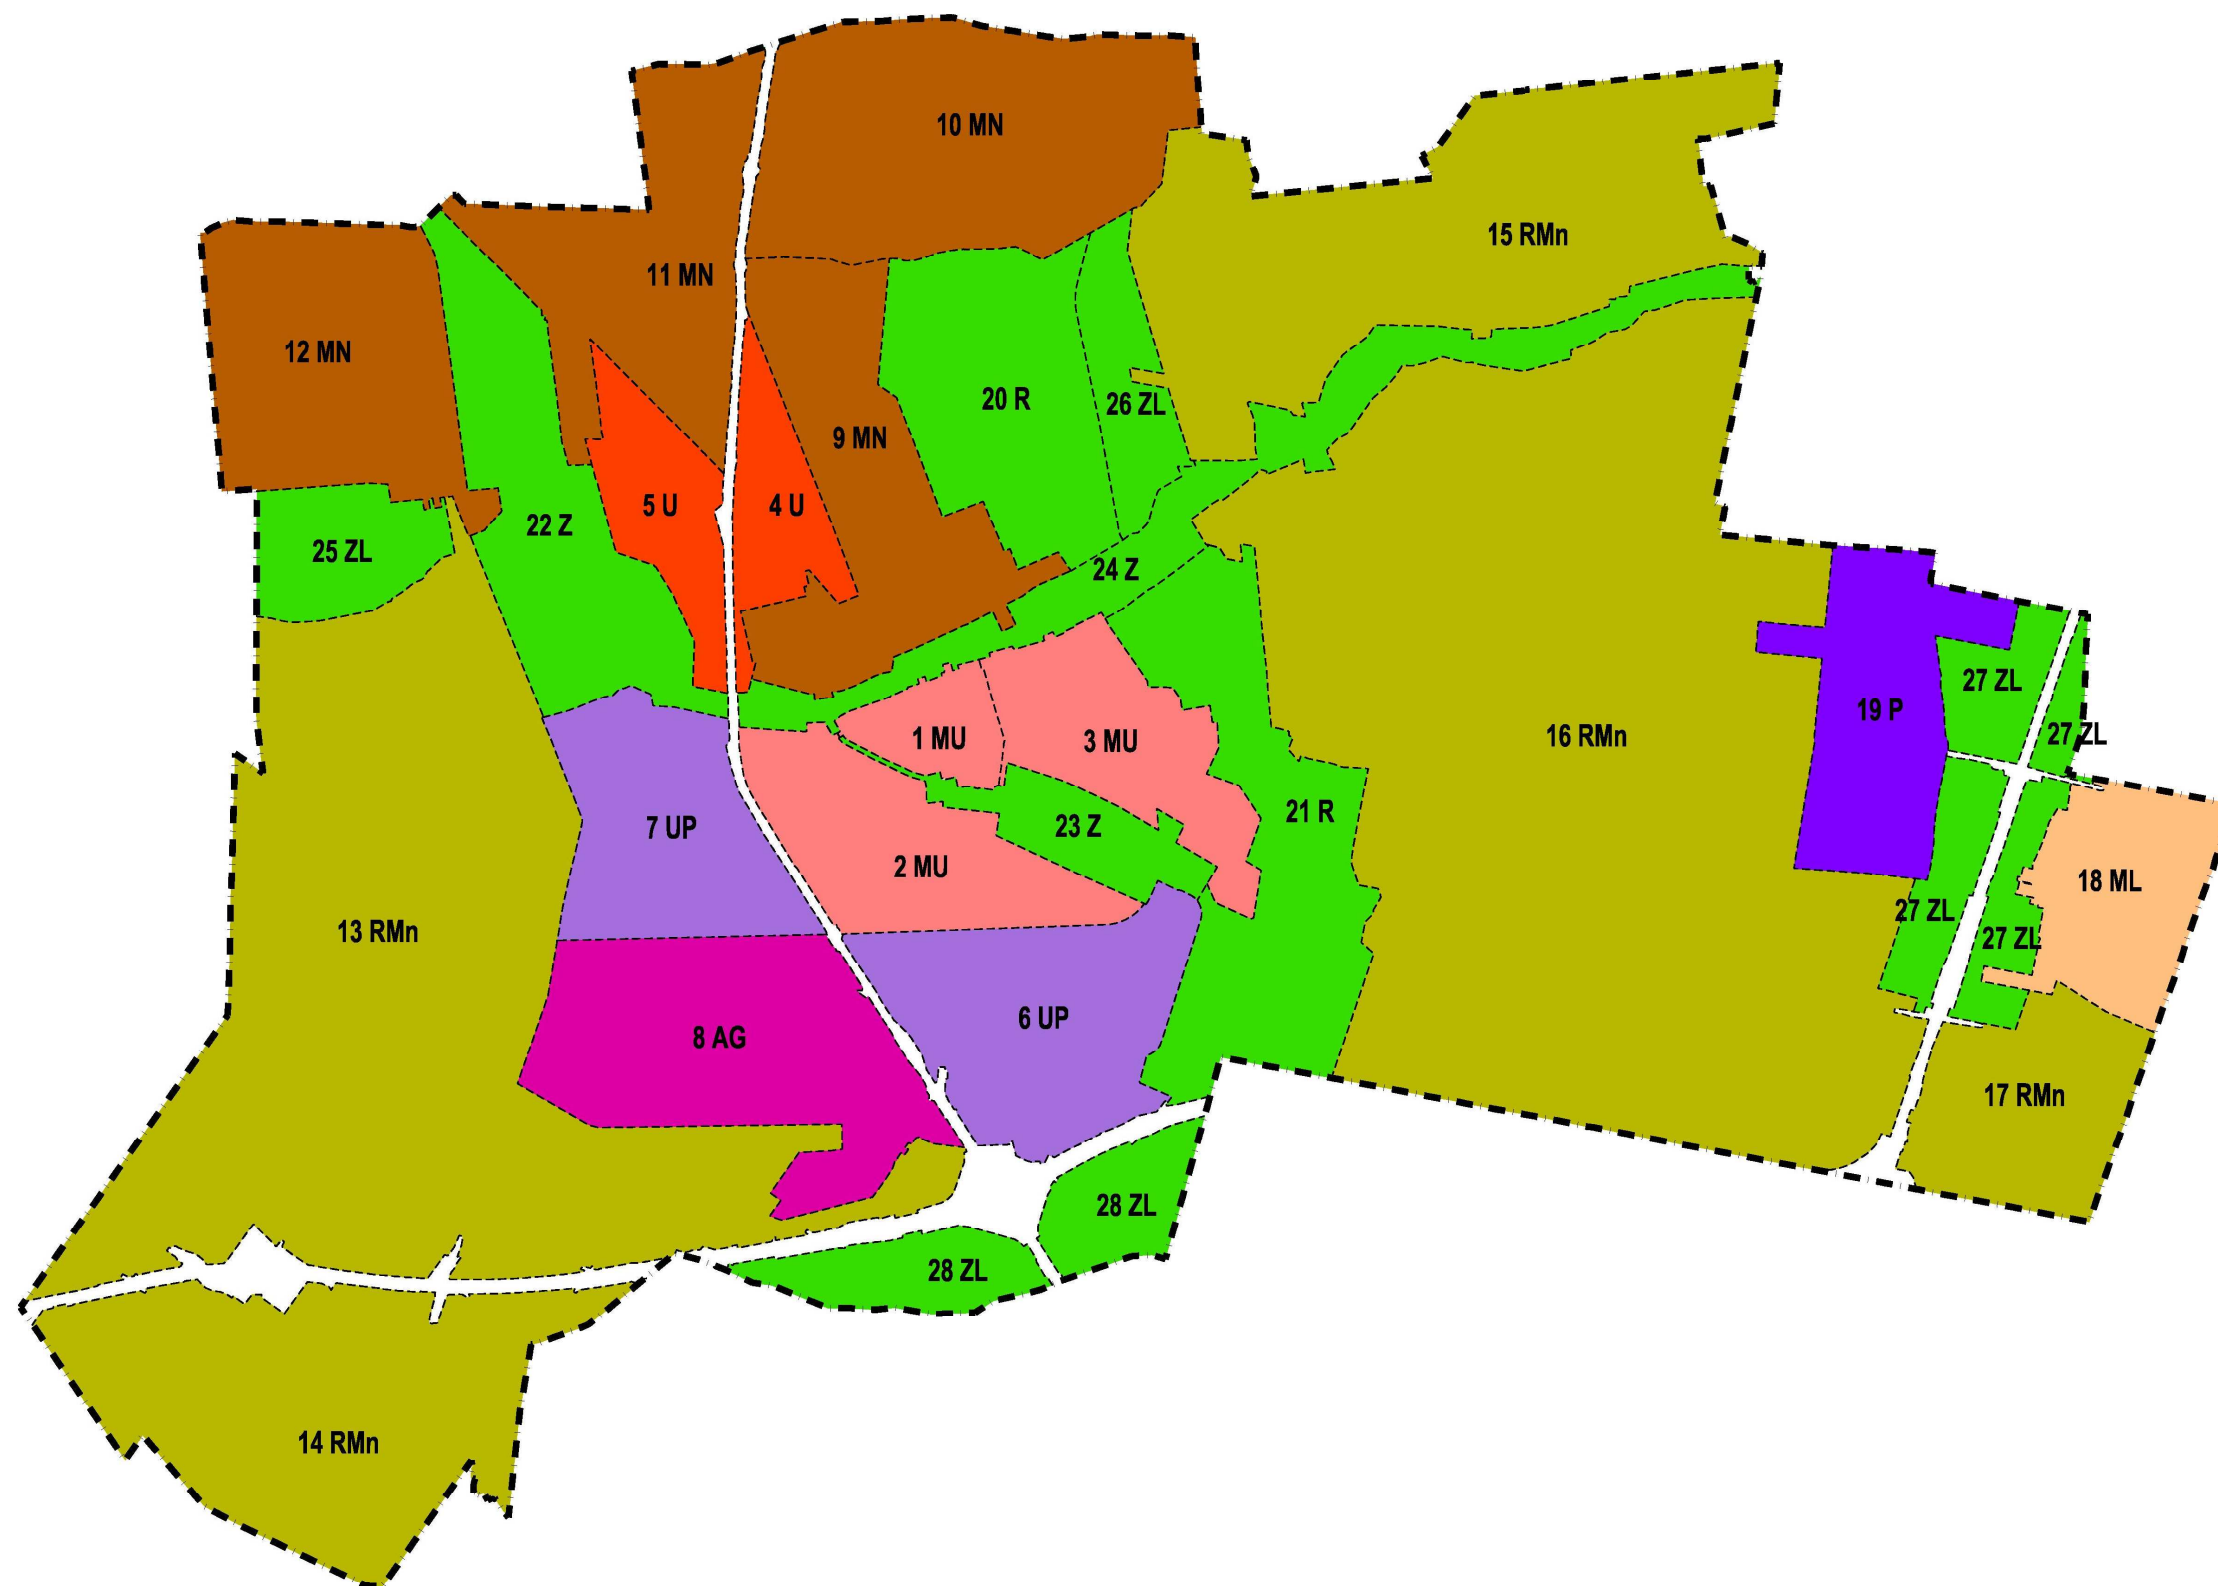 10 MN
15 RMn
11 MN
12 MN
20 R
26 ZL
9 MN
5 U
4 U
22 Z
25 ZL
24 Z
27 ZL
19 P
27 ZL
16 RMn
1 MU
3 MU
21 R
23 Z
7 UP
2 MU
18 ML
27 ZL
13 RMn
27 ZL
6 UP
8 AG
17 RMn
28 ZL
28 ZL
14 RMn